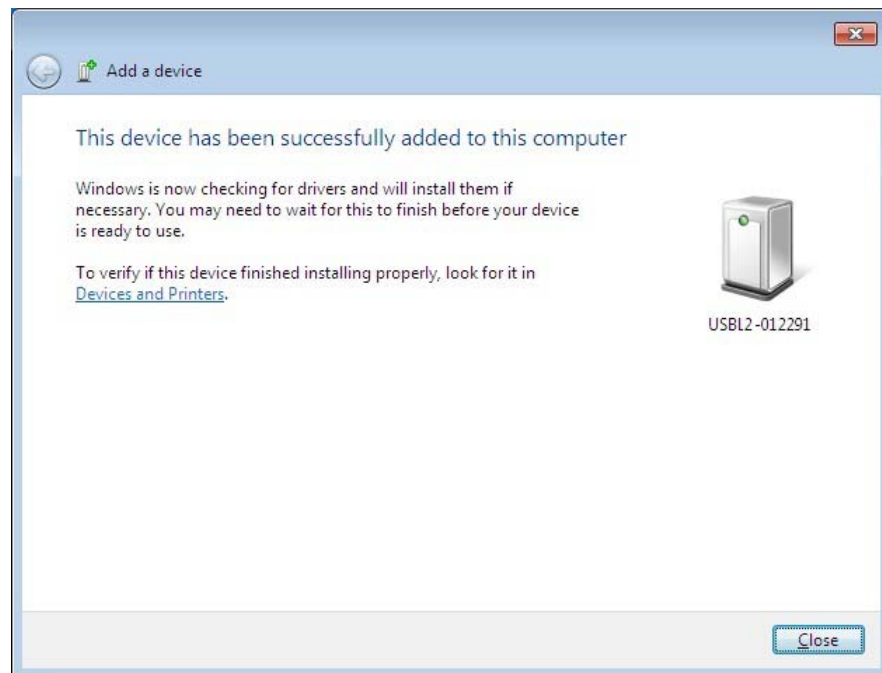 Add a device
This device has been successfully added to this computer
Windows is now checking for drivers and will install them if
necessary. You may need to wait for this to finish before your device
is ready to use.
To verify if this device finished installing properly, look for it in
Devices and Printers.
USBL2-012291
Close